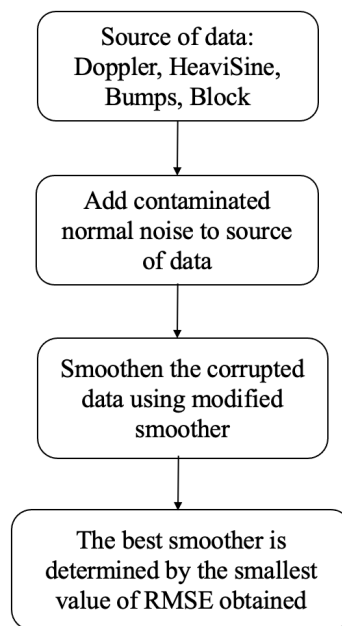 Source of data:
Doppler, HeaviSine,
Bumps, Block
Add contaminated
normal noise to source
of data
Smoothen the corrupted
data using modified
smoother
The best smoother is
determined by the smallest
value of RMSE obtained